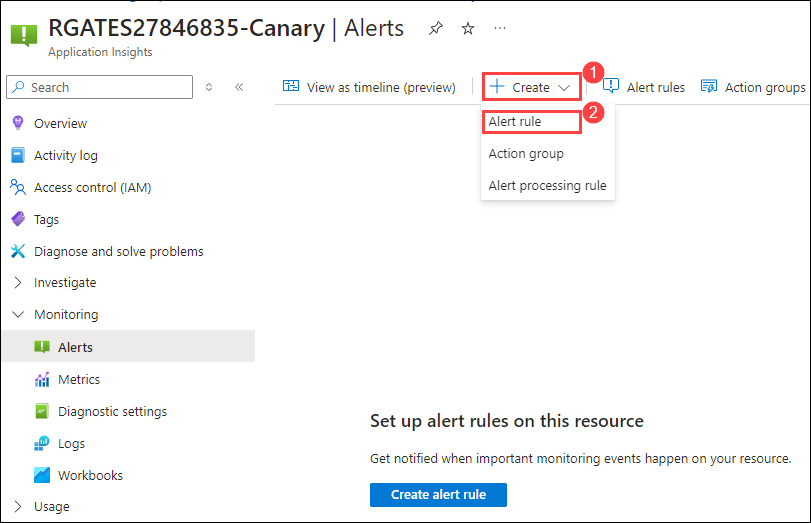 RGATES27846835-Canary | Alerts ...
Application Insights
Search
View as timeline (preview)
Create
1
Alert rules
Action groups
Overview
Alert rule
2
Activity log
Action group
Access control (IAM)
Alert processing rule
Tags
Diagnose and solve problems
Investigate
Monitoring
Alerts
Metrics
Diagnostic settings
Logs
Workbooks
Usage
Set up alert rules on this resource
Get notified when important monitoring events happen on your resource.
Create alert rule